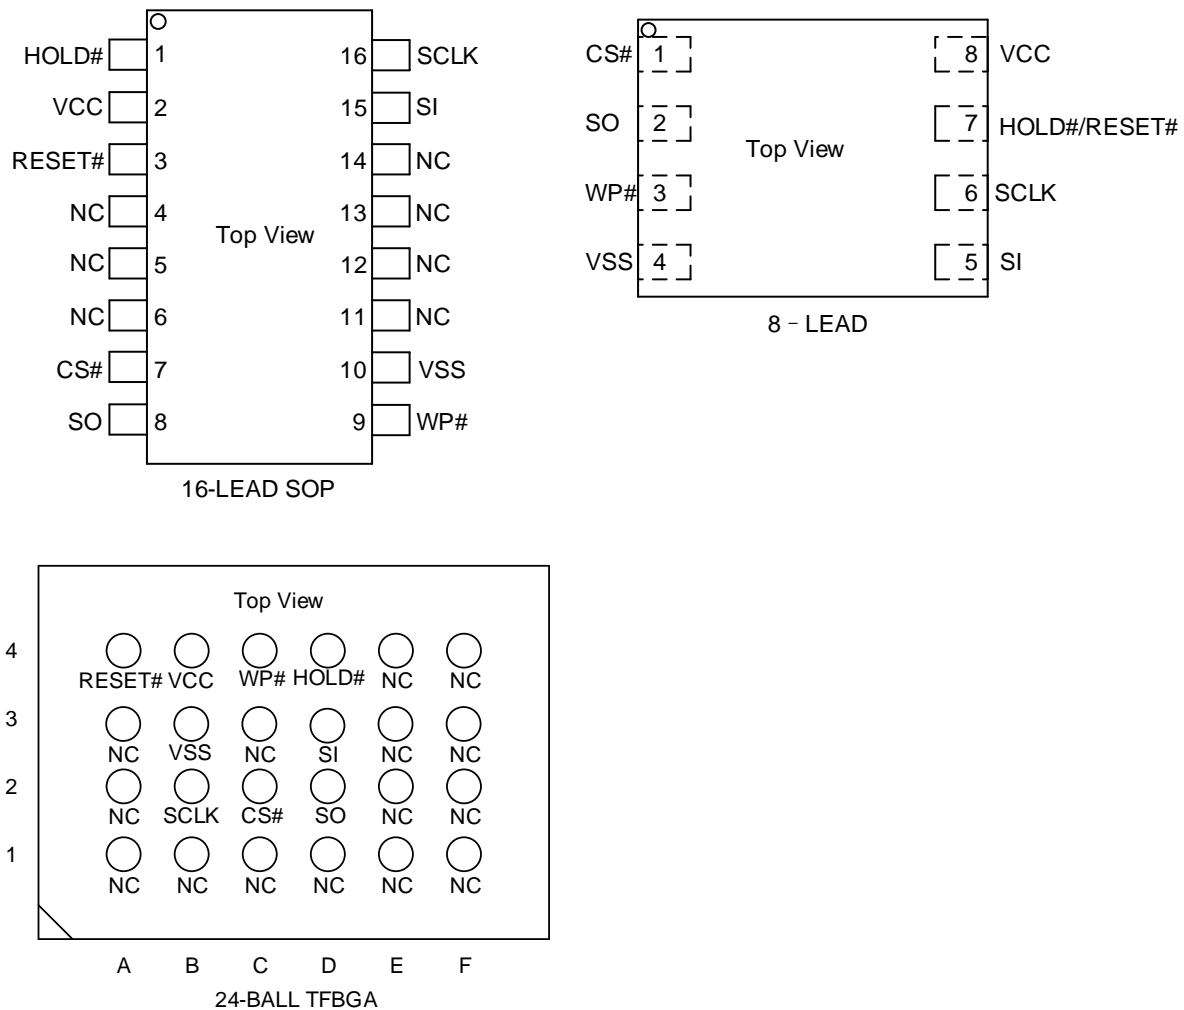 HOLD# 1 16 SCLK
VCC 2 15 SI
RESET# 3 14 NC
NC 4 13 NC
Top View
NC 5 12 NC
NC 6 11 NC
CS# 7 10 VSS
SO 8 9 WP#
16-LEAD SOP
CS# 1 8 VCC
SO 2 7 HOLD#/RESET#
Top View
WP# 3 6 SCLK
VSS 4 5 SI
8 - LEAD
Top View
4
RESET# VCC WP# HOLD# NC NC
3
NC VSS NC SI NC NC
2
NC SCLK CS# SO NC NC
1
NC NC NC NC NC NC
A B C D E F
24-BALL TFBGA